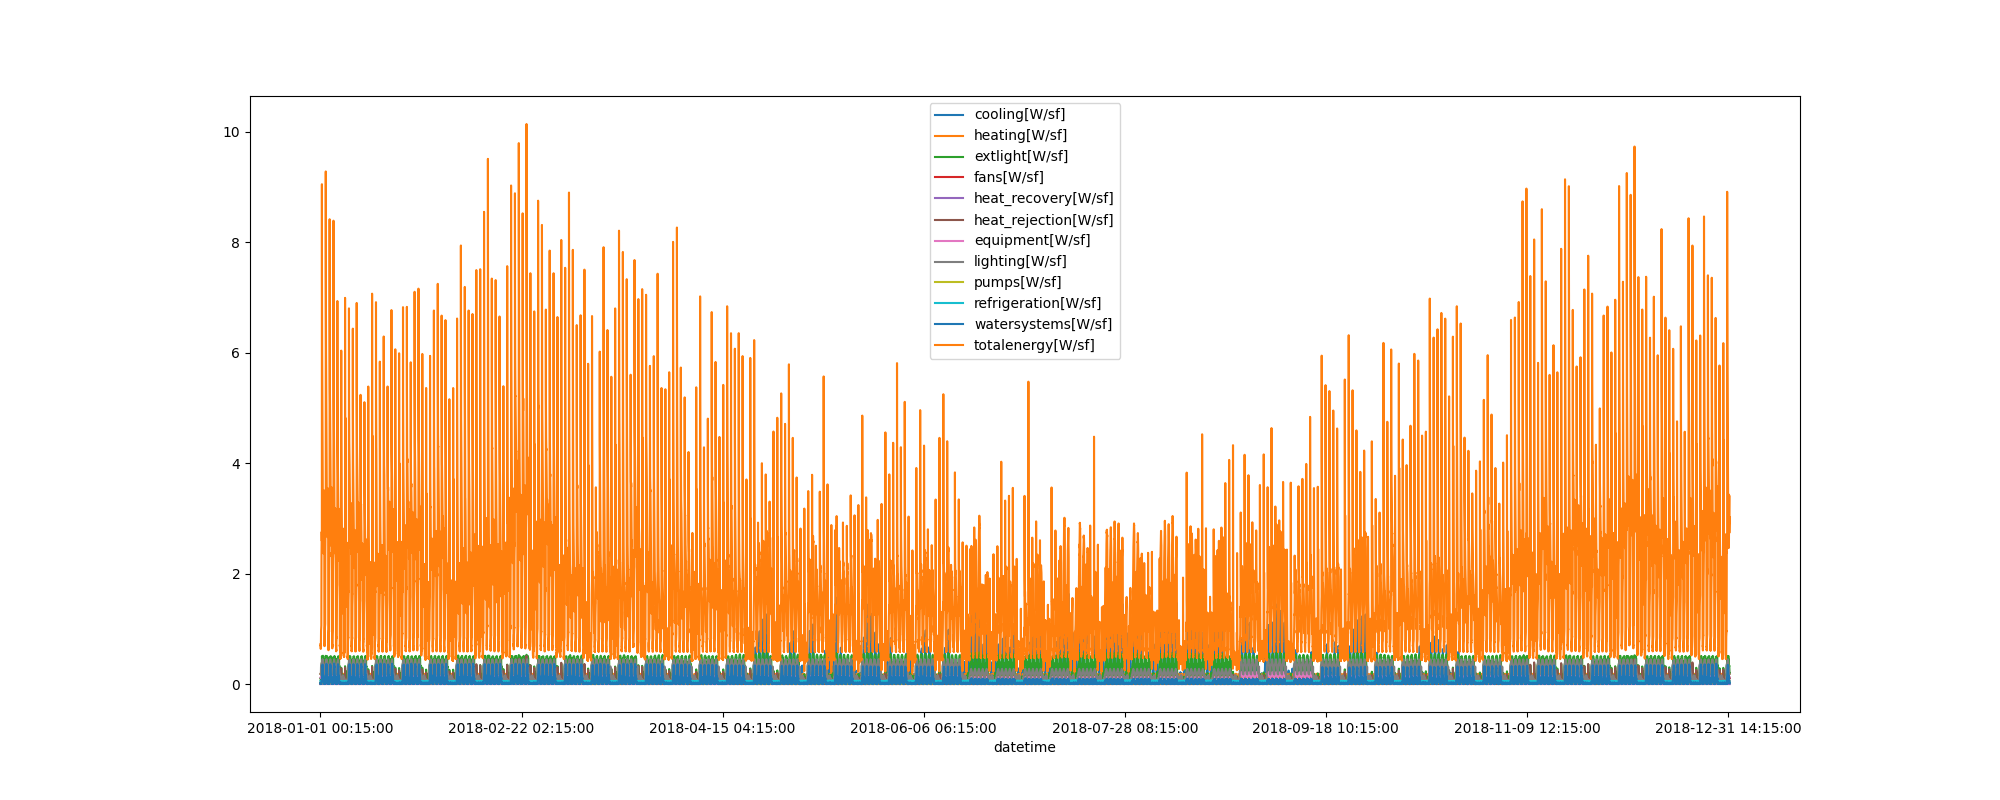 cooling[W/sf]
heating[W/sf]
extlight[W/sf]
fans[W/sf]
heat_recovery[W/sf]
heat_rejection[W/sf]
equipment[W/sf]
lighting[W/sf]
pumps[W/sf]
refrigeration[W/sf]
watersystems[W/sf]
totalenergy[W/sf]
10
8
6
4
2
0
2018-01-01 00:15:00 2018-02-22 02:15:00 2018-04-15 04:15:00 2018-06-06 06:15:00 2018-07-28 08:15:00 2018-09-18 10:15:00 2018-11-09 12:15:00 2018-12-31 14:15:00
datetime